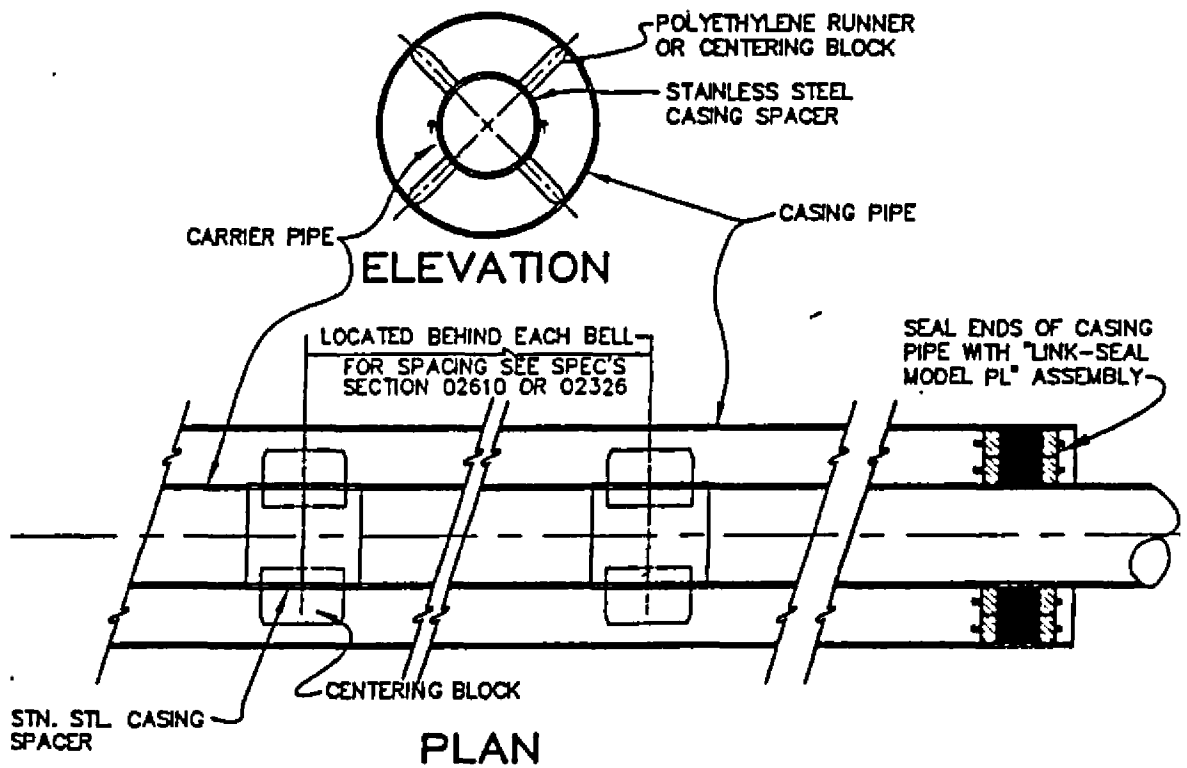 POLYETHYLENE RUNNER
OR CENTERING BLOCK
STAINLESS STEEL
CASING SPACER
CASING PIPE
CARRIER PIPE
ELEVATION
LOCATED BEHIND EACH BELL
FOR SPACING SEE SPEC'S
SECTION 02610 OR 02326
SEAL ENDS OF CASING
PIPE WITH "LINK-SEAL
MODEL PL" ASSEMBLY
CENTERING BLOCK
STN. STL. CASING
SPACER
PLAN